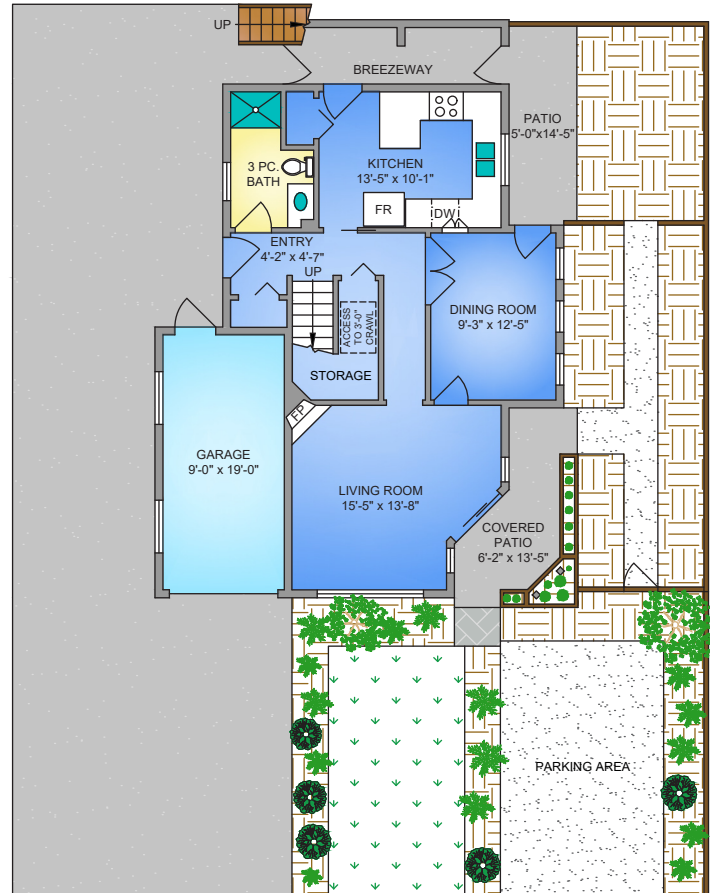 UP
BREEZEWAY
PATIO
5'-0"x14'-5"
KITCHEN
13'-5" x 10'-1"
3 PC.
BATH
FR
DW
ENTRY
4'-2" x 4'-7"
UP
ACCESS
TO 3'-0"
CRAWL
DINING ROOM
9'-3" x 12'-5"
STORAGE
FP
GARAGE
9'-0" x 19'-0"
LIVING ROOM
15'-5" x 13'-8"
COVERED
PATIO
6'-2" x 13'-5"
PARKING AREA